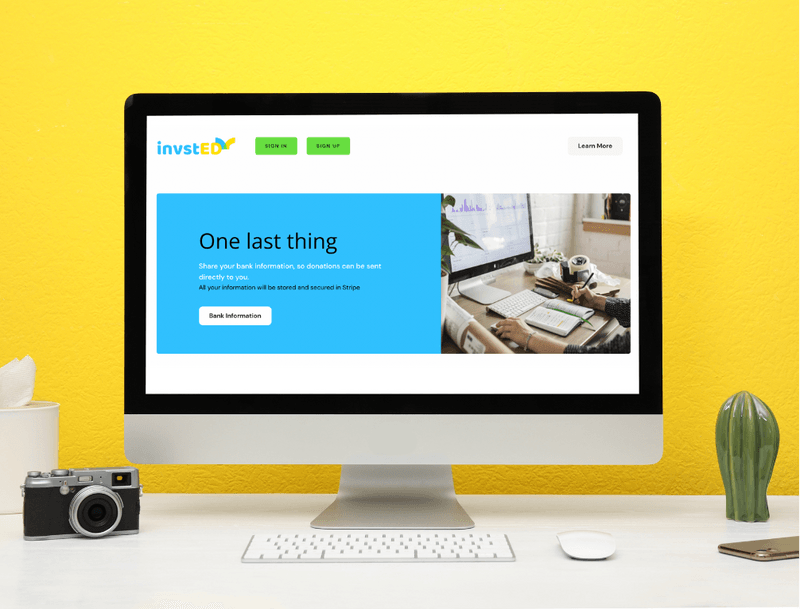 invstED
SIGN IN
SIGN UP
Learn More
One last thing
Share your bank information, so donations can be sent
directly to you.
All your information will be stored and secured in Stripe
Bank Information